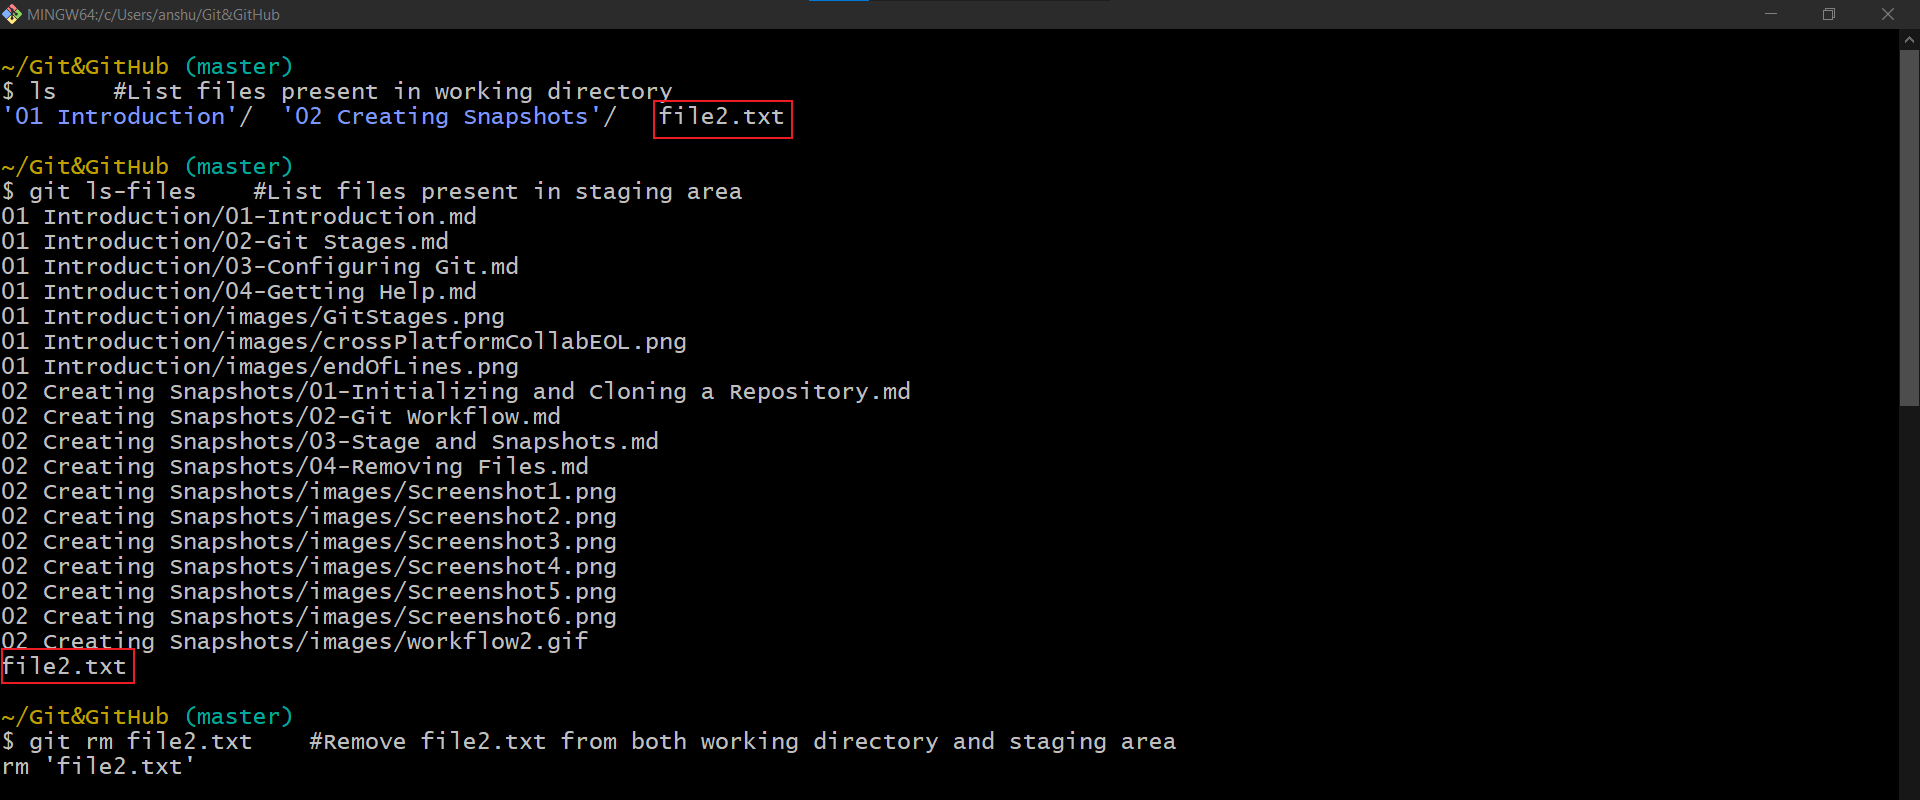 MINGW64:/c/Users/anshu/Git&GitHub
~/Git&GitHub (master)
$ ls    #List files present in working directory
'01 Introduction'/  '02 Creating Snapshots'/   file2.txt
~/Git&GitHub (master)
$ git ls-files    #List files present in staging area
01 Introduction/01-Introduction.md
01 Introduction/02-Git Stages.md
01 Introduction/03-Configuring Git.md
01 Introduction/04-Getting Help.md
01 Introduction/images/GitStages.png
01 Introduction/images/crossPlatformCollabEOL.png
01 Introduction/images/endOfLines.png
02 Creating Snapshots/01-Initializing and Cloning a Repository.md
02 Creating Snapshots/02-Git Workflow.md
02 Creating Snapshots/03-Stage and Snapshots.md
02 Creating Snapshots/04-Removing Files.md
02 Creating Snapshots/images/Screenshot1.png
02 Creating Snapshots/images/Screenshot2.png
02 Creating Snapshots/images/Screenshot3.png
02 Creating Snapshots/images/Screenshot4.png
02 Creating Snapshots/images/Screenshot5.png
02 Creating Snapshots/images/Screenshot6.png
02 Creating Snapshots/images/workflow2.gif
file2.txt
~/Git&GitHub (master)
$ git rm file2.txt    #Remove file2.txt from both working directory and staging area
rm 'file2.txt'